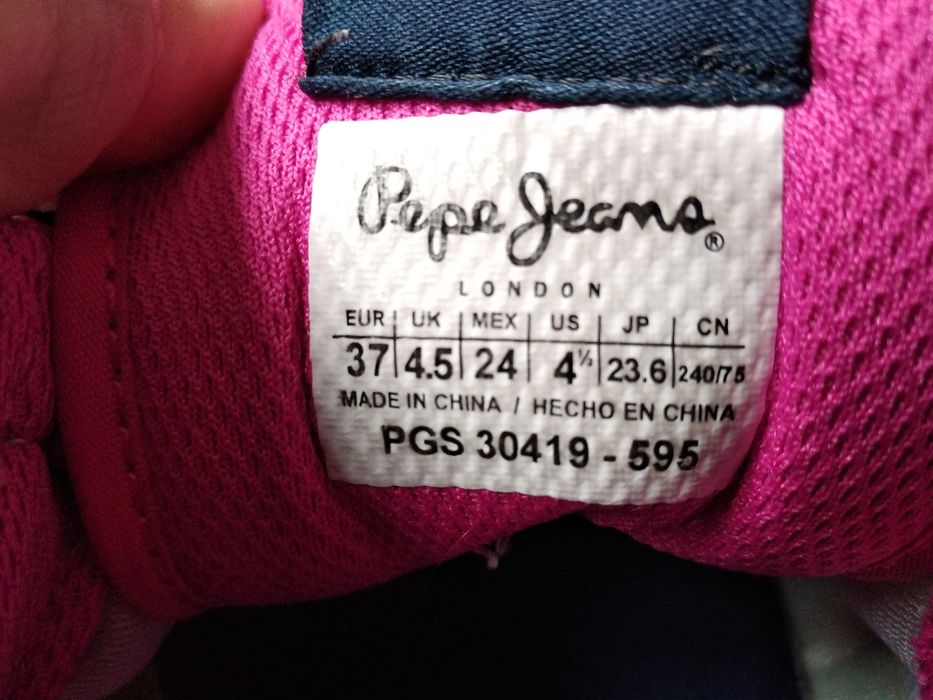 Pepe Jeans®
LONDON
EUR UK MEX US JP CN
37 4.5 24 4½ 23.6 240/75
MADE IN CHINA / HECHO EN CHINA
PGS 30419 - 595